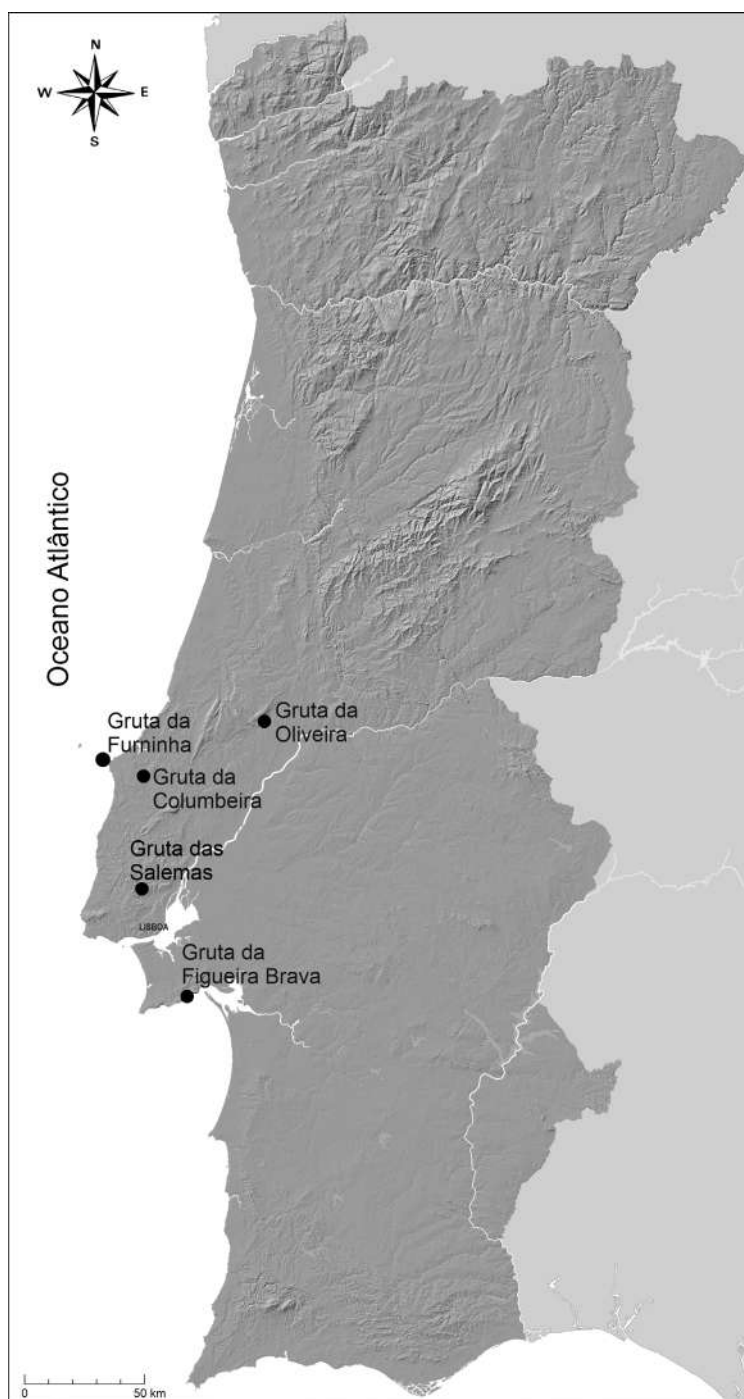 N
W E
S
Oceano Atlântico
Gruta da
Oliveira
Gruta da
Furninha
Gruta da
Columbeira
Gruta das
Salemas
LISBOA
Gruta da
Figueira Brava
0 50 km